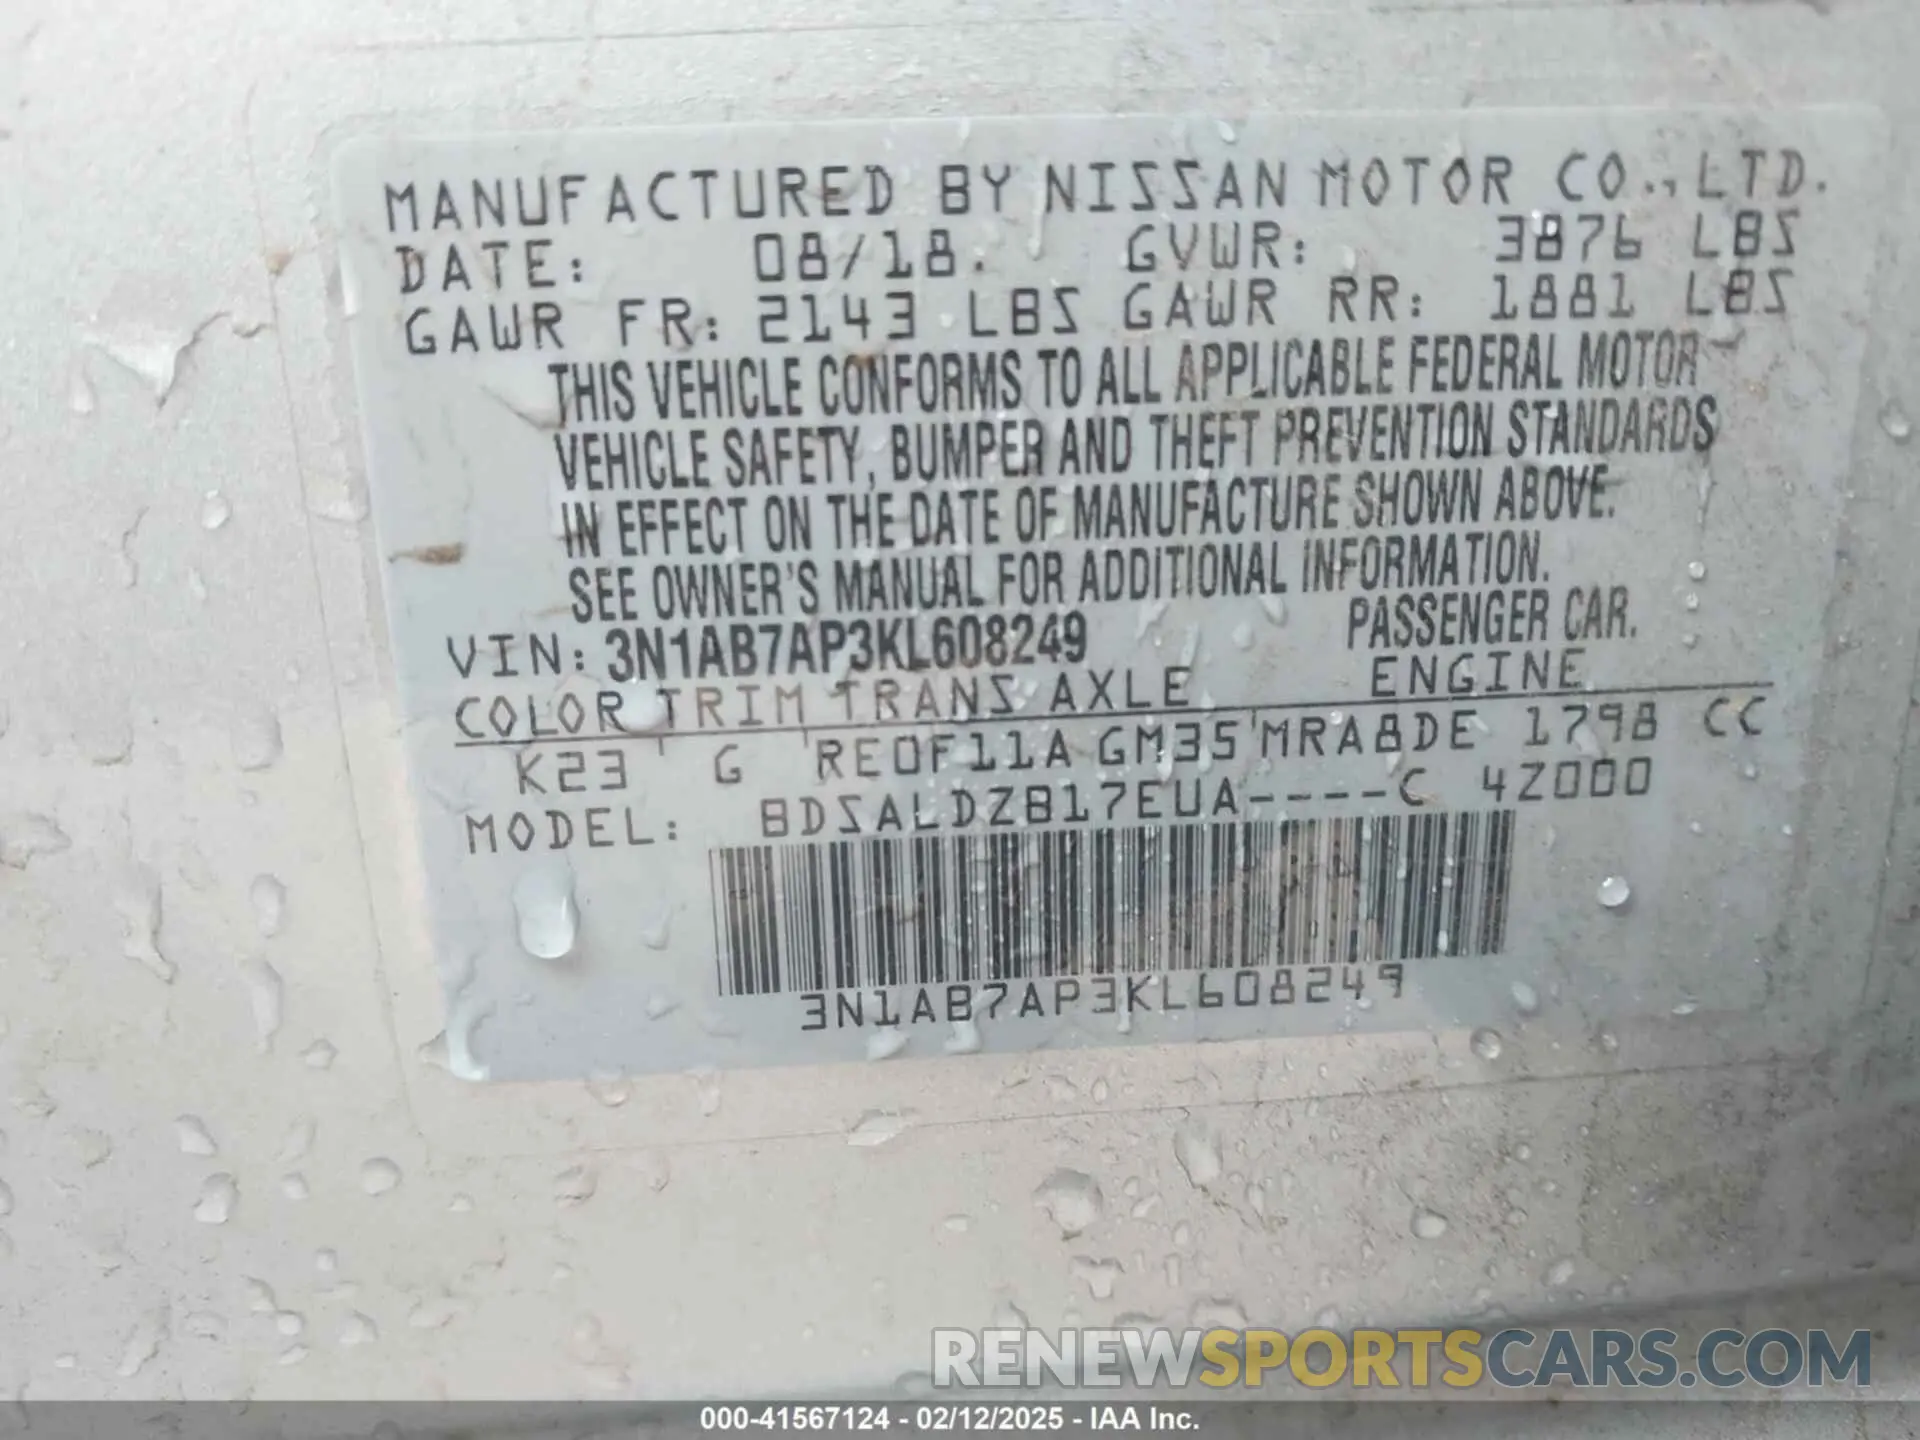 MANUFACTURED BY NISSAN MOTOR CO., LTD.
DATE: 08/18. GVWR: 3876 LBS
GAWR FR: 2143 LBS GAWR RR: 1881 LBS
THIS VEHICLE CONFORMS TO ALL APPLICABLE FEDERAL MOTOR
VEHICLE SAFETY, BUMPER AND THEFT PREVENTION STANDARDS
IN EFFECT ON THE DATE OF MANUFACTURE SHOWN ABOVE.
SEE OWNER'S MANUAL FOR ADDITIONAL INFORMATION.
VIN: 3N1AB7AP3KL608249 PASSENGER CAR.
COLOR TRIM TRANS AXLE ENGINE
K23 G RE0F11A GM35 MRA8DE 1798 CC
MODEL: BDSALDZB17EUA----C 4Z000
3N1AB7AP3KL608249
RENEWSPORTSCARS.COM
000-41567124 - 02/12/2025 - IAA Inc.